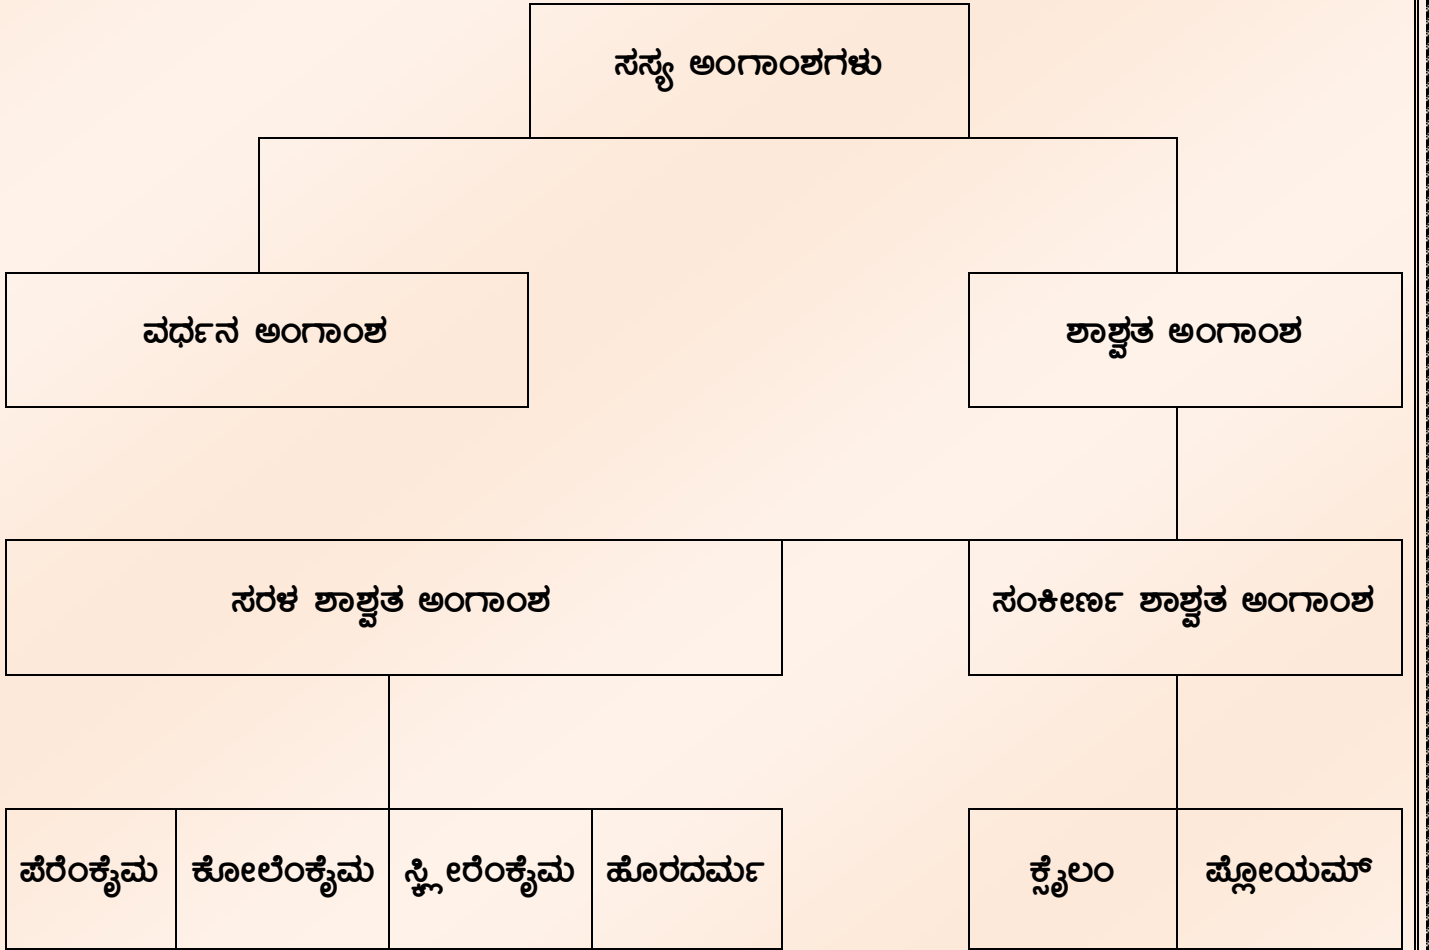 ಸಸ್ಯ ಅಂಗಾಂಶಗಳು
ವರ್ಧನ ಅಂಗಾಂಶ
ಶಾಶ್ವತ ಅಂಗಾಂಶ
ಸರಳ ಶಾಶ್ವತ ಅಂಗಾಂಶ
ಸಂಕೀರ್ಣ ಶಾಶ್ವತ ಅಂಗಾಂಶ
ಪೆರೆಂಕೈಮ
ಕೋಲೆಂಕೈಮ
ಸ್ಕ್ಲೀರೆಂಕೈಮ
ಹೊರದರ್ಮ
ಕ್ಸೈಲಂ
ಪ್ಲೋಯಮ್